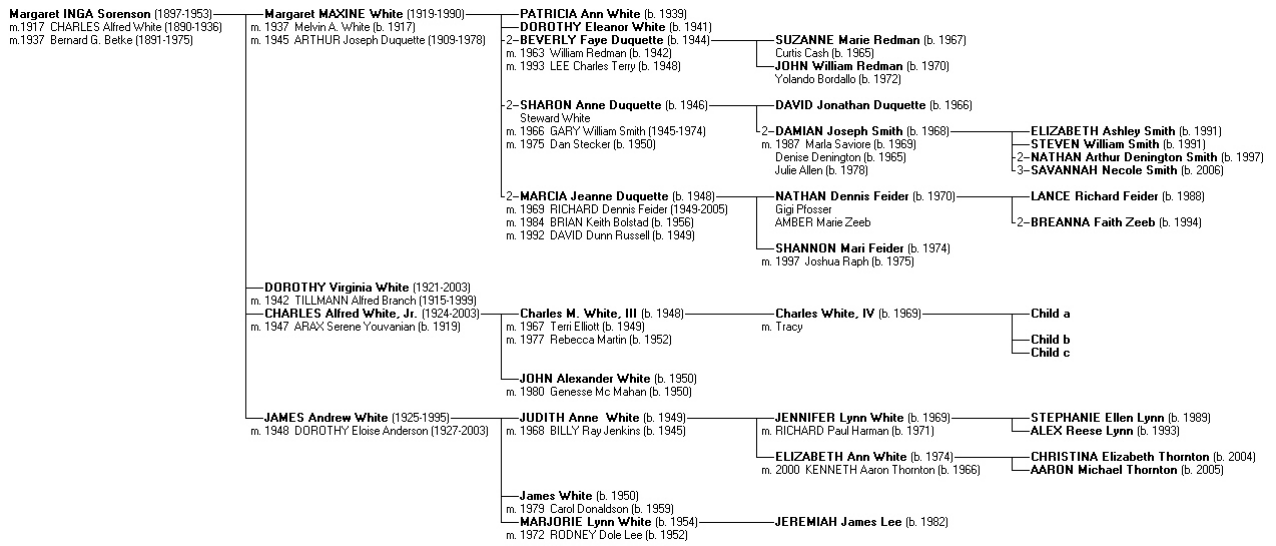 Margaret INGA Sorenson (1897-1953)
m.1917 CHARLES Alfred White (1890-1936)
m.1937 Bernard G. Betke (1891-1975)
Margaret MAXINE White (1919-1990)
m. 1937 Melvin A. White (b. 1917)
m. 1945 ARTHUR Joseph Duquette (1909-1978)
PATRICIA Ann White (b. 1939)
DOROTHY Eleanor White (b. 1941)
2-BEVERLY Faye Duquette (b. 1944)
m. 1963 William Redman (b. 1942)
m. 1993 LEE Charles Terry (b. 1948)
SUZANNE Marie Redman (b. 1967)
Curtis Cash (b. 1965)
JOHN William Redman (b. 1970)
Yolando Bordallo (b. 1972)
2-SHARON Anne Duquette (b. 1946)
Steward White
m. 1966 GARY William Smith (1945-1974)
m. 1975 Dan Stecker (b. 1950)
DAVID Jonathan Duquette (b. 1966)
2-DAMIAN Joseph Smith (b. 1968)
m. 1987 Marla Saviore (b. 1969)
Denise Denington (b. 1965)
Julie Allen (b. 1978)
ELIZABETH Ashley Smith (b. 1991)
STEVEN William Smith (b. 1991)
2-NATHAN Arthur Denington Smith (b. 1997)
3-SAVANNAH Necole Smith (b. 2006)
2-MARCIA Jeanne Duquette (b. 1948)
m. 1969 RICHARD Dennis Feider (1949-2005)
m. 1984 BRIAN Keith Bolstad (b. 1956)
m. 1992 DAVID Dunn Russell (b. 1949)
NATHAN Dennis Feider (b. 1970)
Gigi Pfosser
AMBER Marie Zeeb
LANCE Richard Feider (b. 1988)
2-BREANNA Faith Zeeb (b. 1994)
SHANNON Mari Feider (b. 1974)
m. 1997 Joshua Raph (b. 1975)
DOROTHY Virginia White (1921-2003)
m. 1942 TILLMANN Alfred Branch (1915-1999)
CHARLES Alfred White, Jr. (1924-2003)
m. 1947 ARAX Serene Youvanian (b. 1919)
Charles M. White, III (b. 1948)
m. 1967 Terri Elliott (b. 1949)
m. 1977 Rebecca Martin (b. 1952)
Charles White, IV (b. 1969)
m. Tracy
Child a
Child b
Child c
JOHN Alexander White (b. 1950)
m. 1980 Genesse Mc Mahan (b. 1950)
JAMES Andrew White (1925-1995)
m. 1948 DOROTHY Eloise Anderson (1927-2003)
JUDITH Anne White (b. 1949)
m. 1968 BILLY Ray Jenkins (b. 1945)
JENNIFER Lynn White (b. 1969)
m. RICHARD Paul Harman (b. 1971)
STEPHANIE Ellen Lynn (b. 1989)
ALEX Reese Lynn (b. 1993)
ELIZABETH Ann White (b. 1974)
m. 2000 KENNETH Aaron Thornton (b. 1966)
CHRISTINA Elizabeth Thornton (b. 2004)
AARON Michael Thornton (b. 2005)
James White (b. 1950)
m. 1979 Carol Donaldson (b. 1959)
MARJORIE Lynn White (b. 1954)
m. 1972 RODNEY Dole Lee (b. 1952)
JEREMIAH James Lee (b. 1982)